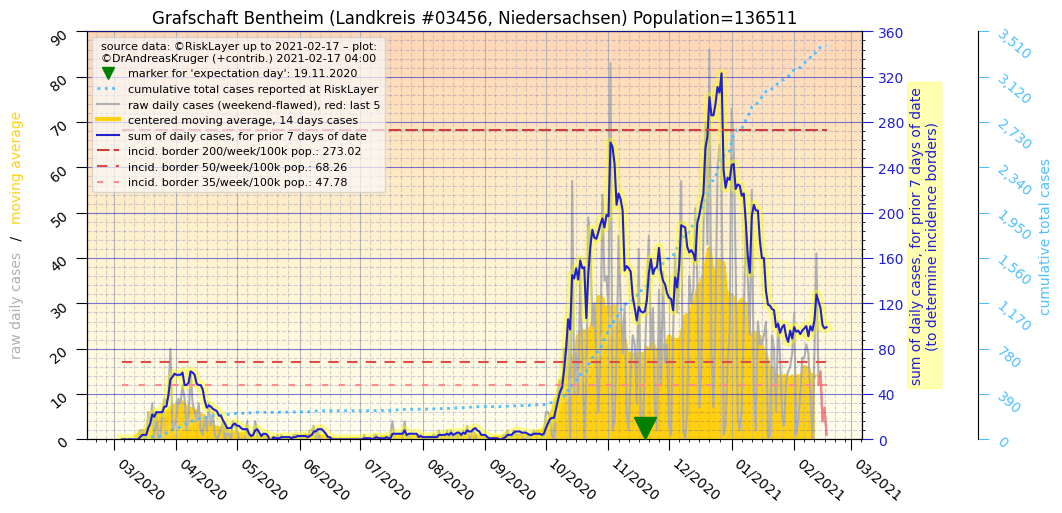 Grafschaft Bentheim (Landkreis #03456, Niedersachsen) Population=136511
source data: ©RiskLayer up to 2021-02-17 – plot:
©DrAndreasKruger (+contrib.) 2021-02-17 04:00
marker for 'expectation day': 19.11.2020
cumulative total cases reported at RiskLayer
raw daily cases (weekend-flawed), red: last 5
centered moving average, 14 days cases
sum of daily cases, for prior 7 days of date
incid. border 200/week/100k pop.: 273.02
incid. border 50/week/100k pop.: 68.26
incid. border 35/week/100k pop.: 47.78
raw daily cases / moving average
90
80
70
60
50
40
30
20
10
0
03/2020
04/2020
05/2020
06/2020
07/2020
08/2020
09/2020
10/2020
11/2020
12/2020
01/2021
02/2021
03/2021
360
320
280
240
200
160
120
80
40
0
sum of daily cases, for prior 7 days of date
(to determine incidence borders)
3,510
3,120
2,730
2,340
1,950
1,560
1,170
780
390
0
cumulative total cases